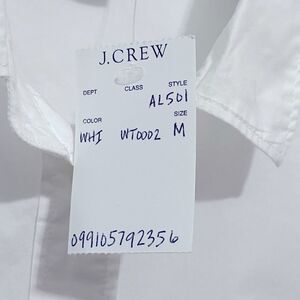 J.CREW
DEPT CLASS STYLE
AL501
COLOR SIZE
WHI WT0002 M
099105792356